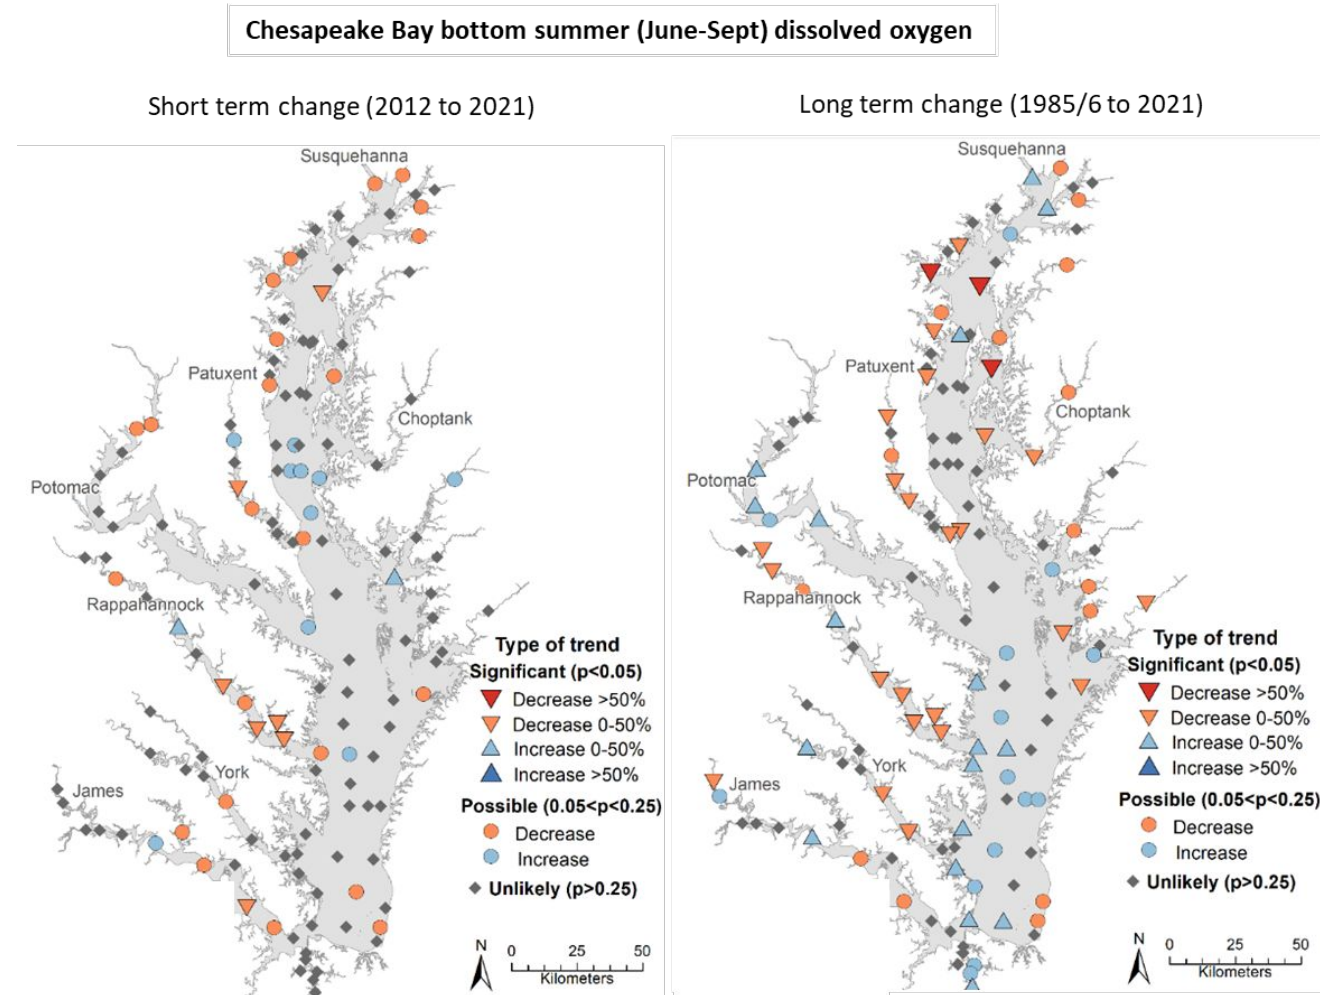 Chesapeake Bay bottom summer (June-Sept) dissolved oxygen
Short term change (2012 to 2021)
Susquehanna
Patuxent
Choptank
Potomac
Rappahannock
York
James
Type of trend
Significant (p<0.05)
Decrease >50%
Decrease 0-50%
Increase 0-50%
Increase >50%
Possible (0.05<p<0.25)
Decrease
Increase
Unlikely (p>0.25)
N
0 25 50
Kilometers
Long term change (1985/6 to 2021)
Susquehanna
Patuxent
Choptank
Potomac
Rappahannock
York
James
Type of trend
Significant (p<0.05)
Decrease >50%
Decrease 0-50%
Increase 0-50%
Increase >50%
Possible (0.05<p<0.25)
Decrease
Increase
Unlikely (p>0.25)
N
0 25 50
Kilometers